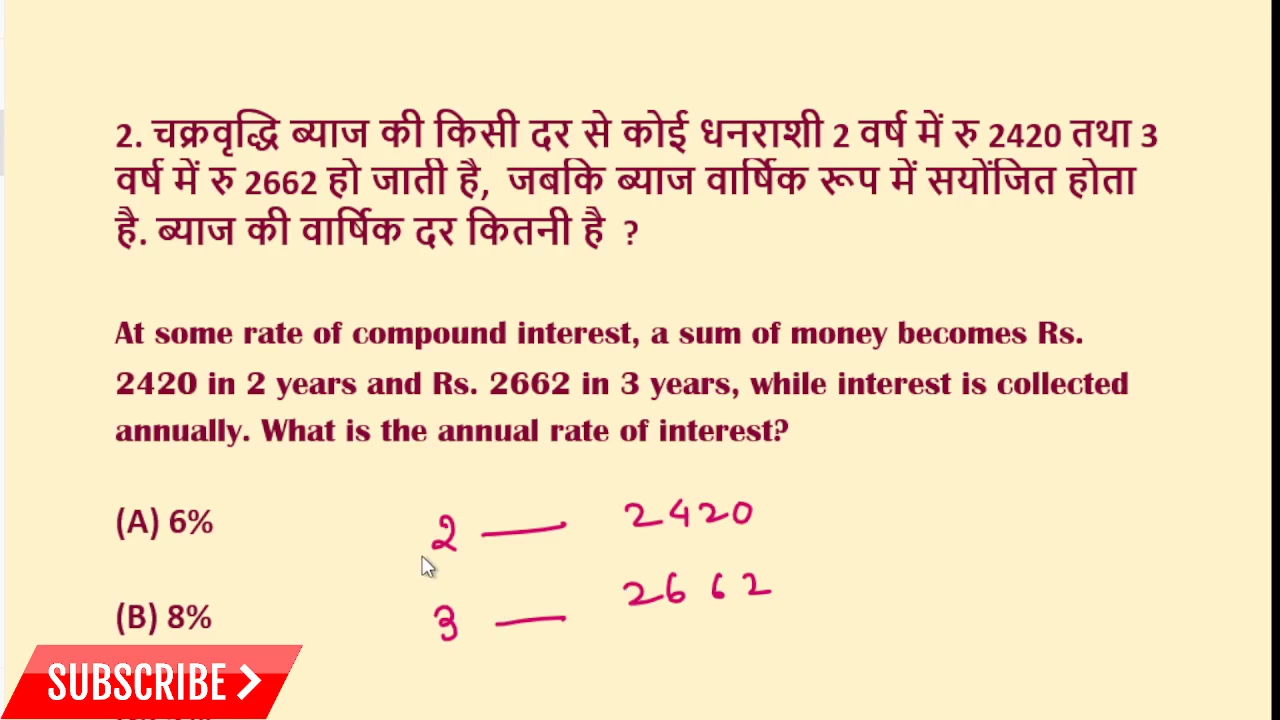 2. चक्रवृद्धि ब्याज की किसी दर से कोई धनराशी 2 वर्ष में रु 2420 तथा 3
वर्ष में रु 2662 हो जाती है, जबकि ब्याज वार्षिक रूप में सयोंजित होता
है. ब्याज की वार्षिक दर कितनी है ?
At some rate of compound interest, a sum of money becomes Rs.
2420 in 2 years and Rs. 2662 in 3 years, while interest is collected
annually. What is the annual rate of interest?
(A) 6%
2 — 2420
(B) 8%
3 — 2662
SUBSCRIBE